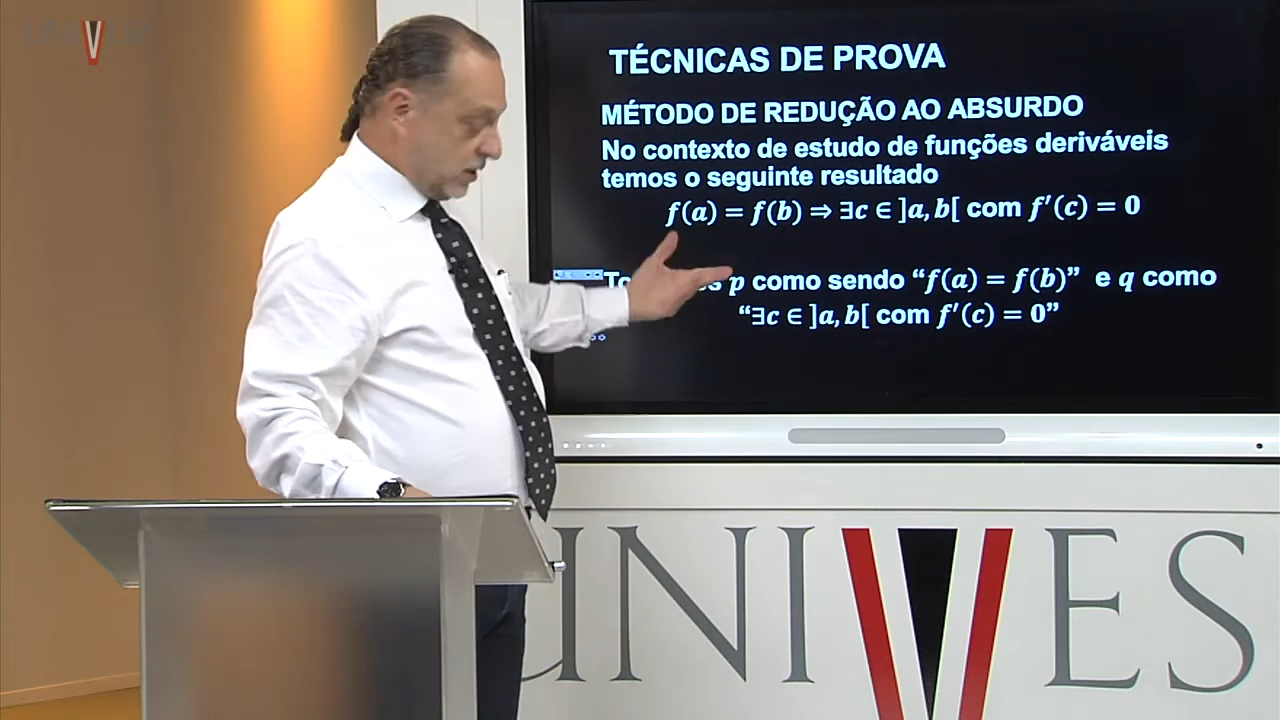 UNIVESP
TÉCNICAS DE PROVA
MÉTODO DE REDUÇÃO AO ABSURDO
No contexto de estudo de funções deriváveis
temos o seguinte resultado
f(a) = f(b) ⇒ ∃c ∈ ]a, b[ com f′(c) = 0
p como sendo “f(a) = f(b)” e q como
“∃c ∈ ]a, b[ com f′(c) = 0”
UNIVES